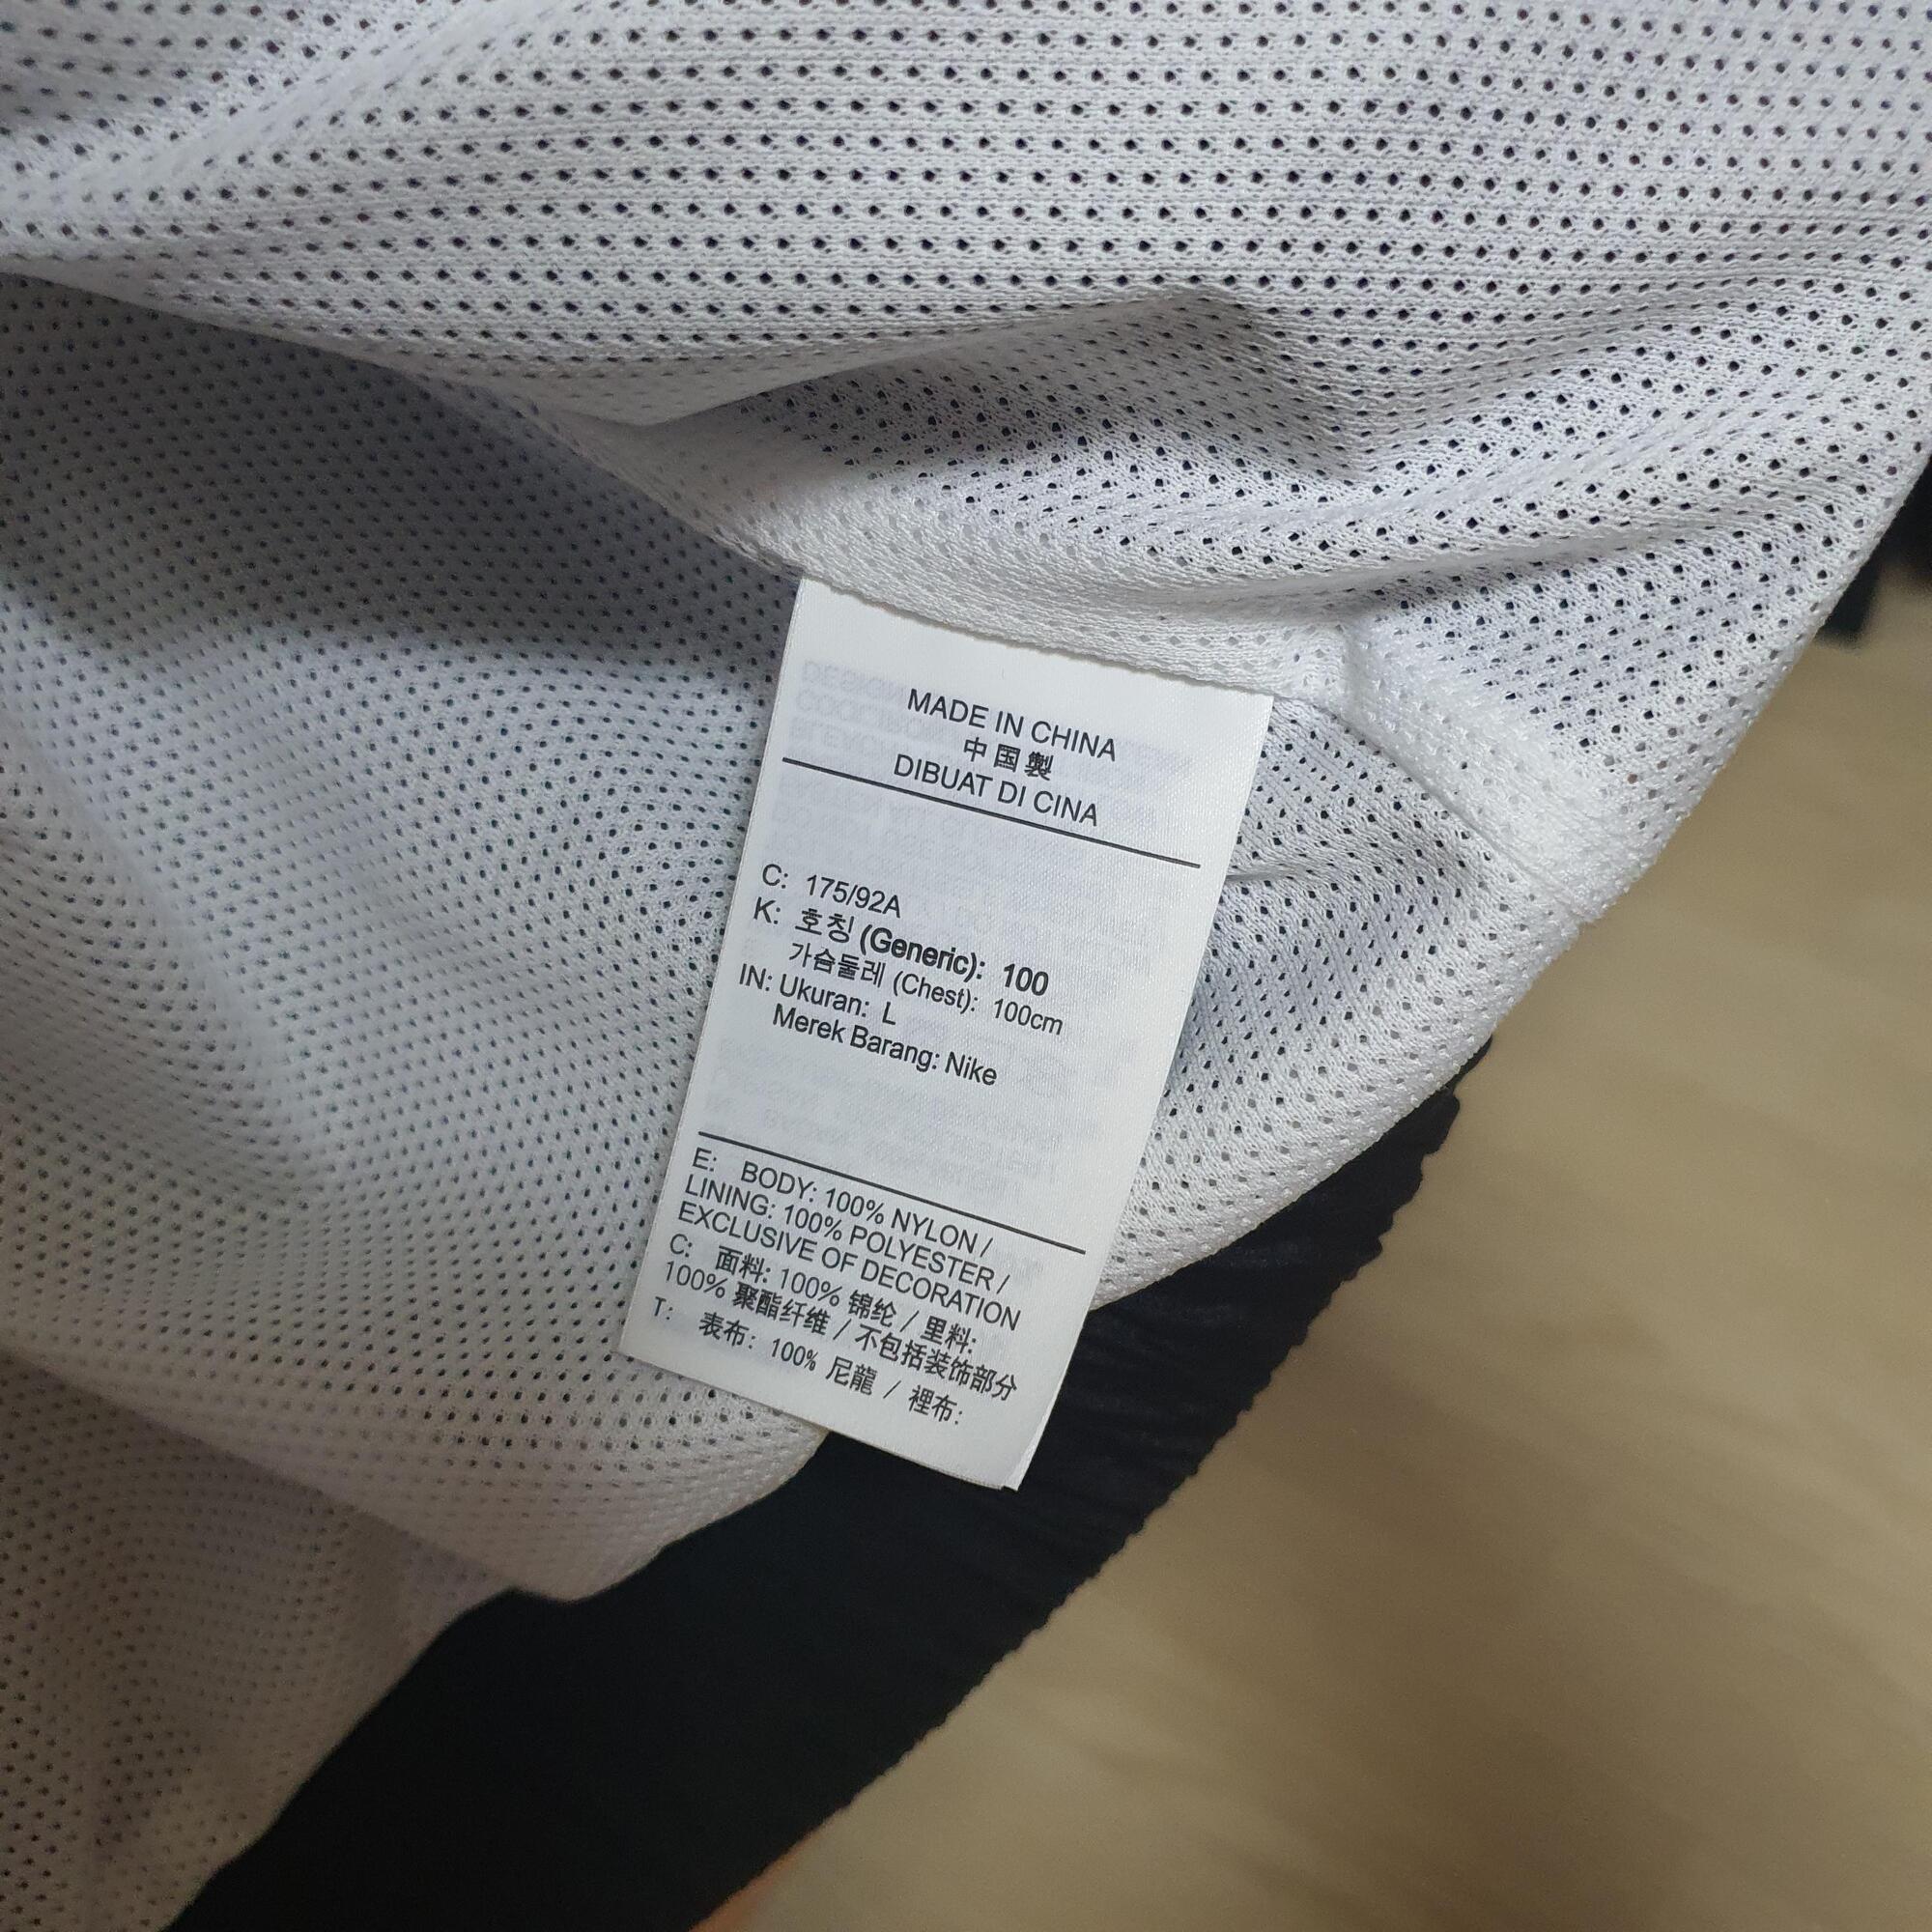 MADE IN CHINA
中国製
DIBUAT DI CINA
C: 175/92A
K: 호칭 (Generic): 100
가슴둘레 (Chest): 100cm
IN: Ukuran: L
Merek Barang: Nike
E: BODY: 100% NYLON /
LINING: 100% POLYESTER /
EXCLUSIVE OF DECORATION
C: 面料: 100% 锦纶 / 里料:
100% 聚酯纤维 / 不包括装饰部分
T: 表布: 100% 尼龍 / 裡布: